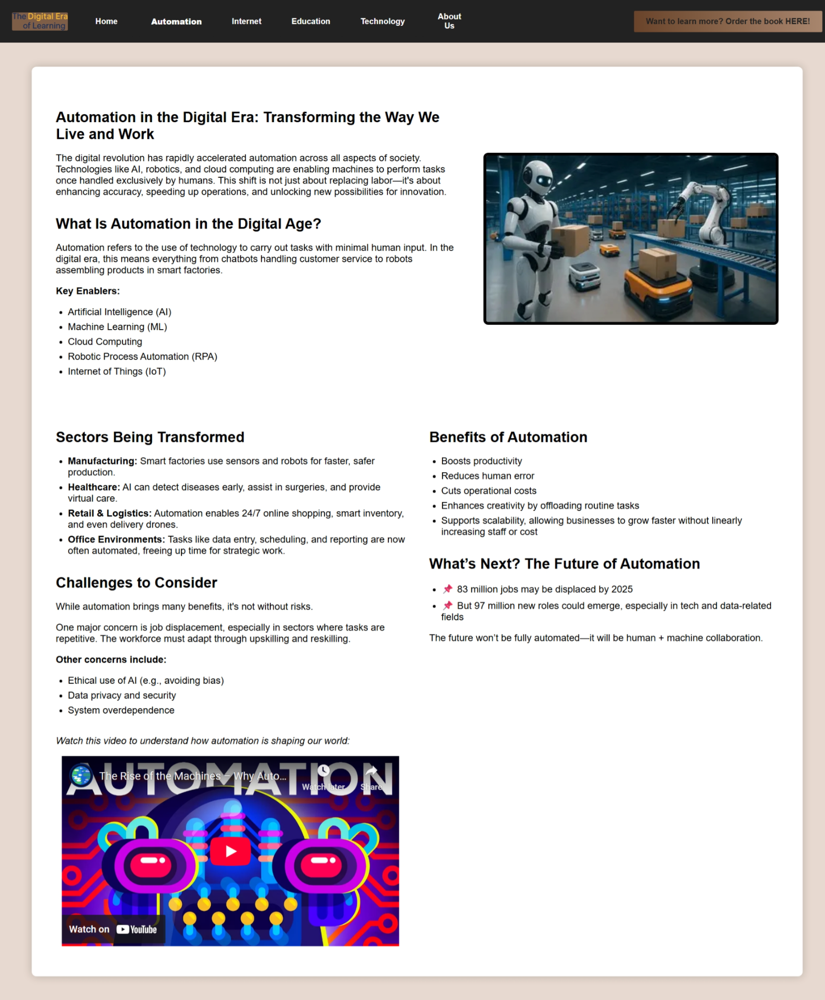 The Digital Era
of Learning
Home
Automation
Internet
Education
Technology
About
Us
Want to learn more? Order the book HERE!
Automation in the Digital Era: Transforming the Way We
Live and Work
The digital revolution has rapidly accelerated automation across all aspects of society.
Technologies like AI, robotics, and cloud computing are enabling machines to perform tasks
once handled exclusively by humans. This shift is not just about replacing labor—it's about
enhancing accuracy, speeding up operations, and unlocking new possibilities for innovation.
What Is Automation in the Digital Age?
Automation refers to the use of technology to carry out tasks with minimal human input. In the
digital era, this means everything from chatbots handling customer service to robots
assembling products in smart factories.
Key Enablers:
• Artificial Intelligence (AI)
• Machine Learning (ML)
• Cloud Computing
• Robotic Process Automation (RPA)
• Internet of Things (IoT)
Sectors Being Transformed
• Manufacturing: Smart factories use sensors and robots for faster, safer
production.
• Healthcare: AI can detect diseases early, assist in surgeries, and provide
virtual care.
• Retail & Logistics: Automation enables 24/7 online shopping, smart inventory,
and even delivery drones.
• Office Environments: Tasks like data entry, scheduling, and reporting are now
often automated, freeing up time for strategic work.
Challenges to Consider
While automation brings many benefits, it's not without risks.
One major concern is job displacement, especially in sectors where tasks are
repetitive. The workforce must adapt through upskilling and reskilling.
Other concerns include:
• Ethical use of AI (e.g., avoiding bias)
• Data privacy and security
• System overdependence
Watch this video to understand how automation is shaping our world:
AUTOMATION
The Rise of the Machines – Why Auto...
Watch later
Share
Watch on YouTube
Benefits of Automation
• Boosts productivity
• Reduces human error
• Cuts operational costs
• Enhances creativity by offloading routine tasks
• Supports scalability, allowing businesses to grow faster without linearly
increasing staff or cost
What’s Next? The Future of Automation
• 📌 83 million jobs may be displaced by 2025
• 📌 But 97 million new roles could emerge, especially in tech and data-related
fields
The future won’t be fully automated—it will be human + machine collaboration.